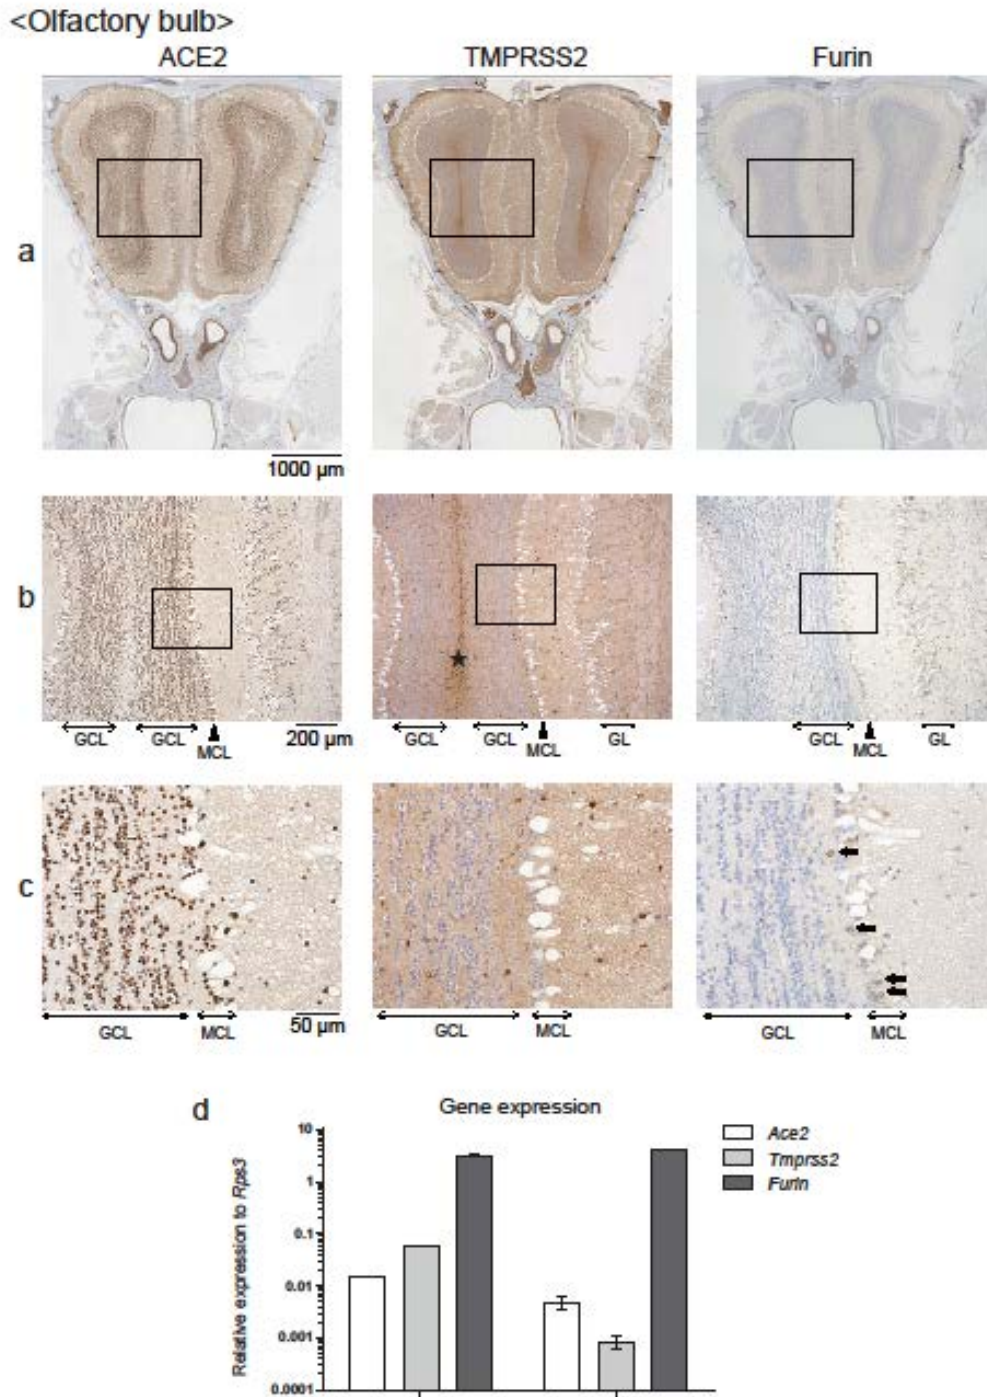 <Olfactory bulb>
ACE2 TMPRSS2 Furin
a
1000 µm
b
GCL GCL MCL 200 µm GCL GCL MCL GL GCL MCL GL
c
GCL MCL 50 µm GCL MCL GCL MCL
d
Gene expression
Relative expression to Rps3
10
1
0.1
0.01
0.001
0.0001
Ace2
Tmprss2
Furin